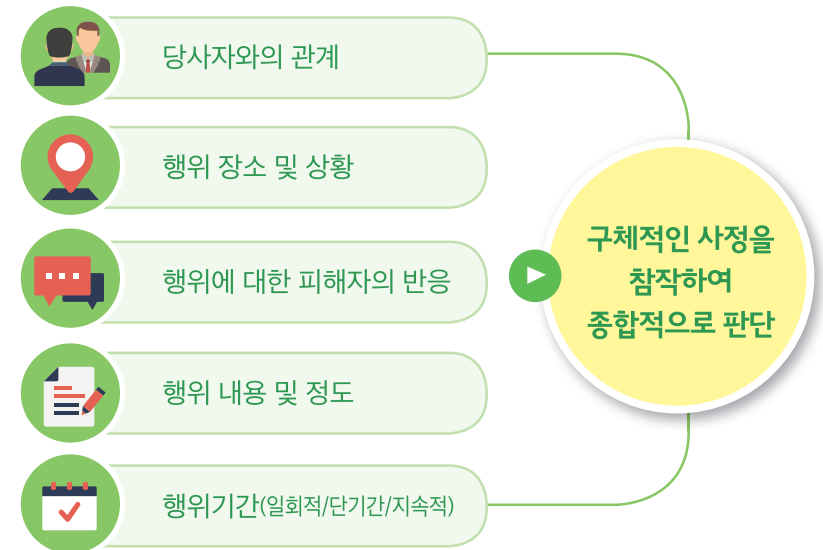 당사자와의 관계
행위 장소 및 상황
행위에 대한 피해자의 반응
행위 내용 및 정도
행위기간(일회적/단기간/지속적)
구체적인 사정을
참작하여
종합적으로 판단